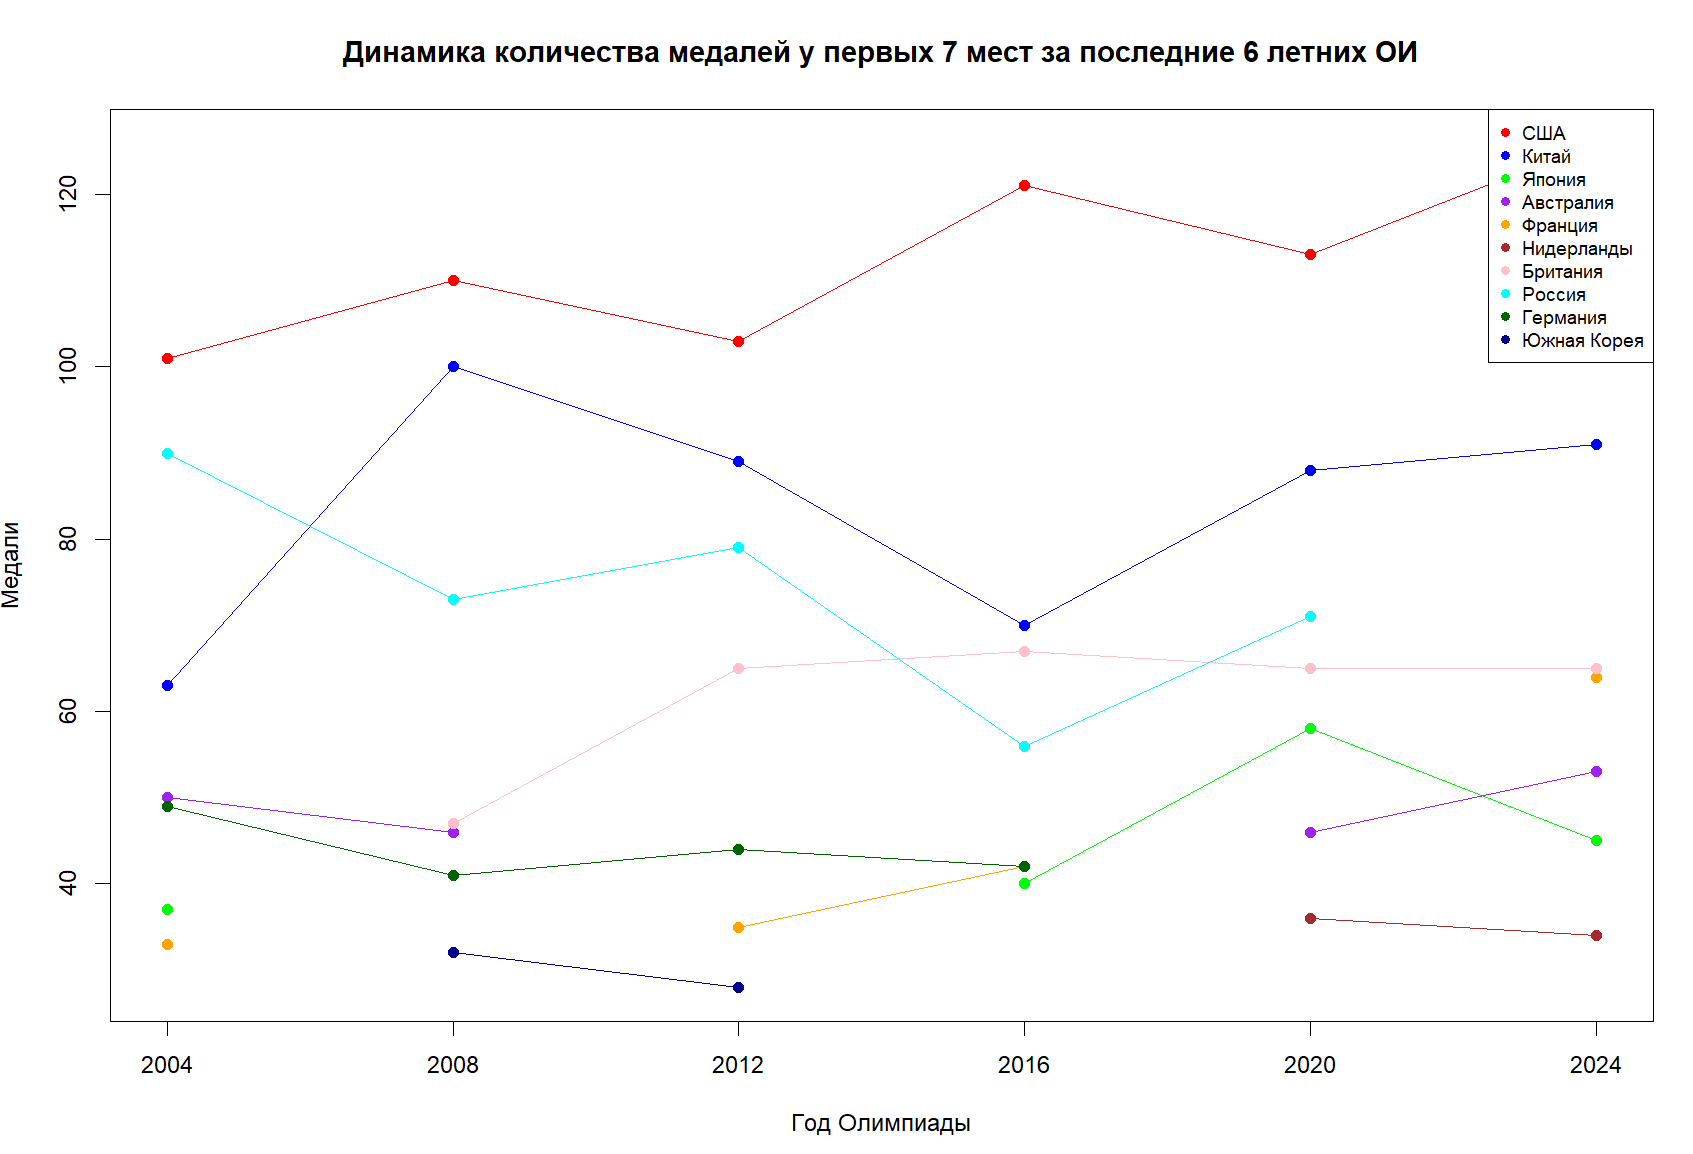 Динамика количества медалей у первых 7 мест за последние 6 летних ОИ
США
Китай
Япония
Австралия
Франция
Нидерланды
Британия
Россия
Германия
Южная Корея
120
100
80
60
40
Медали
2004 2008 2012 2016 2020 2024
Год Олимпиады